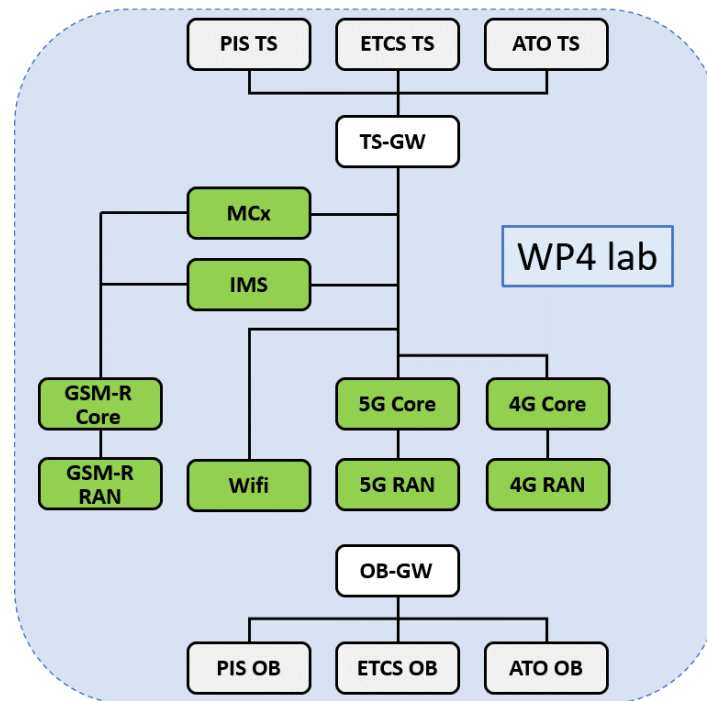 PIS TS
ETCS TS
ATO TS
TS-GW
MCx
WP4 lab
IMS
GSM-R
Core
5G Core
4G Core
GSM-R
RAN
Wifi
5G RAN
4G RAN
OB-GW
PIS OB
ETCS OB
ATO OB